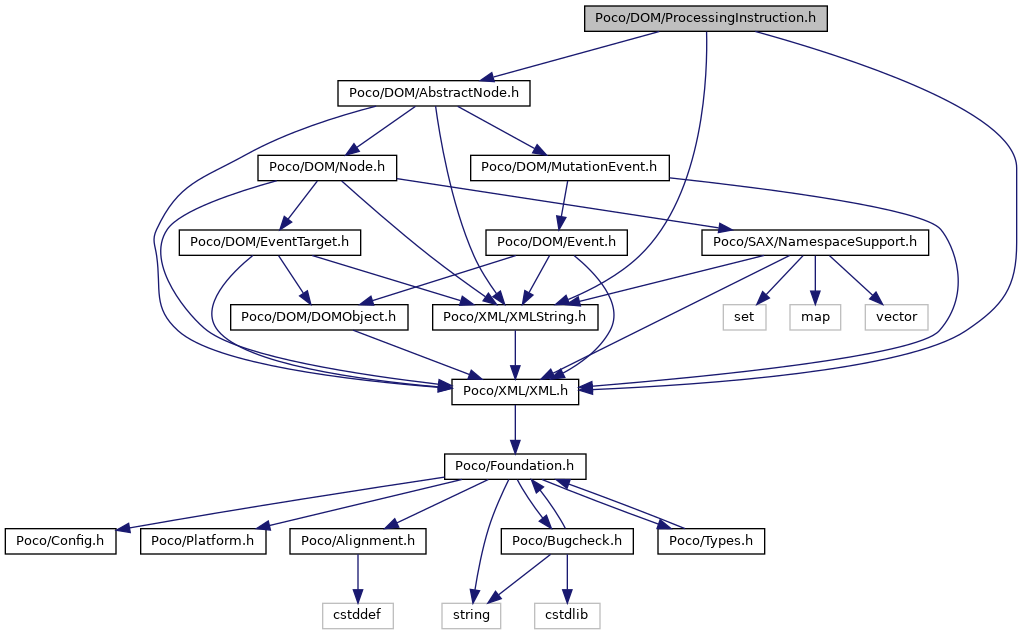 Poco/DOM/ProcessingInstruction.h
Poco/DOM/AbstractNode.h
Poco/DOM/Node.h
Poco/DOM/MutationEvent.h
Poco/DOM/EventTarget.h
Poco/DOM/Event.h
Poco/SAX/NamespaceSupport.h
Poco/DOM/DOMObject.h
Poco/XML/XMLString.h
set
map
vector
Poco/XML/XML.h
Poco/Foundation.h
Poco/Config.h
Poco/Platform.h
Poco/Alignment.h
Poco/Bugcheck.h
Poco/Types.h
cstddef
string
cstdlib